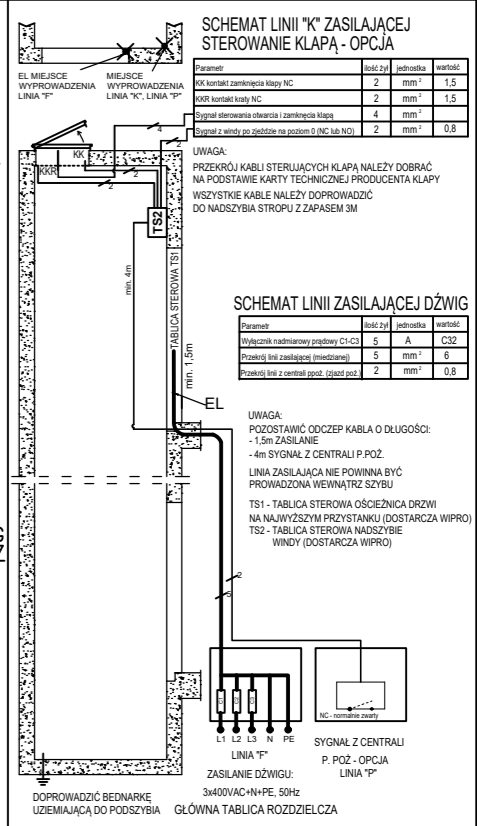 SCHEMAT LINII "K" ZASILAJĄCEJ
STEROWANIE KLAPĄ - OPCJA
EL MIEJSCE
WYPROWADZENIA
LINIA "F"
MIEJSCE
WYPROWADZENIA
LINIA "K", LINIA "P"
Parametr ilość żył jednostka wartość
KK kontakt zamknięcia klapy NC 2 mm² 1,5
KKR kontakt kraty NC 2 mm² 1,5
Sygnał sterowania otwarcia i zamknięcia klapą 4 mm²
Sygnał z windy po zjeździe na poziom 0 (NC lub NO) 2 mm² 0,8
UWAGA:
PRZEKRÓJ KABLI STERUJĄCYCH KLAPĄ NALEŻY DOBRAĆ
NA PODSTAWIE KARTY TECHNICZNEJ PRODUCENTA KLAPY
WSZYSTKIE KABLE NALEŻY DOPROWADZIĆ
DO NADSZYBIA STROPU Z ZAPASEM 3M
4
2
KK
KKR
2
2
TS2
min. 4m
TABLICA STEROWA TS1
min. 1,5m
EL
SCHEMAT LINII ZASILAJĄCEJ DŹWIG
Parametr ilość żył jednostka wartość
Wyłącznik nadmiarowy prądowy C1-C3 5 A C32
Przekrój linii zasilającej (miedzianej) 5 mm² 6
Przekrój linii z centrali ppoż. (zjazd poż.) 2 mm² 0,8
UWAGA:
POZOSTAWIĆ ODCZEP KABLA O DŁUGOŚCI:
- 1,5m ZASILANIE
- 4m SYGNAŁ Z CENTRALI P.POŻ.
LINIA ZASILAJĄCA NIE POWINNA BYĆ
PROWADZONA WEWNĄTRZ SZYBU
TS1 - TABLICA STEROWA OŚCIEŻNICA DRZWI
NA NAJWYŻSZYM PRZYSTANKU (DOSTARCZA WIPRO)
TS2 - TABLICA STEROWA NADSZYBIE
WINDY (DOSTARCZA WIPRO)
2
5
C1 C2 C3
NC - normalnie zwarty
L1 L2 L3 N PE
LINIA "F"
ZASILANIE DŹWIGU:
3x400VAC+N+PE, 50Hz
SYGNAŁ Z CENTRALI
P. POŻ - OPCJA
LINIA "P"
DOPROWADZIĆ BEDNARKĘ
UZIEMIAJĄCĄ DO PODSZYBIA
GŁÓWNA TABLICA ROZDZIELCZA